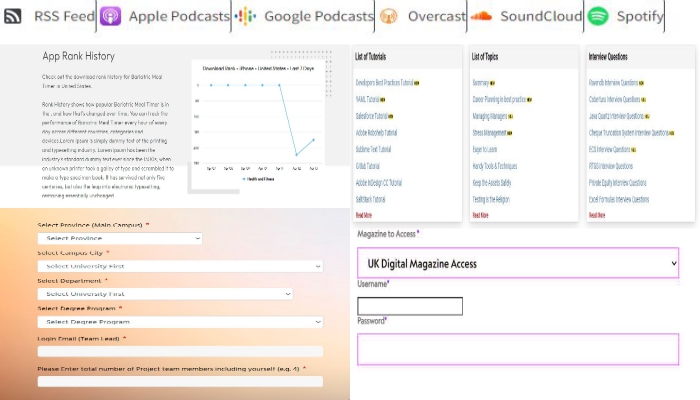 RSS Feed Apple Podcasts Google Podcasts Overcast SoundCloud Spotify
App Rank History
Check out the download rank history for Bariatric Meal
Timer in United States.
Rank History shows how popular Bariatric Meal Timer is in
the , and how that's changed over time. You can track the
performance of Bariatric Meal Timer every hour of every
day across different countries, categories and
devices.Lorem Ipsum is simply dummy text of the printing
and typesetting industry. Lorem Ipsum has been the
industry's standard dummy text ever since the 1500s, when
an unknown printer took a galley of type and scrambled it to
make a type specimen book. It has survived not only five
centuries, but also the leap into electronic typesetting,
remaining essentially unchanged.
Download Rank - iPhone - United States - Last 7 Days
Health and Fitness
List of Tutorials
Developers Best Practices Tutorial
YAML Tutorial
Salesforce Tutorial
Adobe Robohelp Tutorial
Sublime Text Tutorial
GitLab Tutorial
Adobe InDesign CC Tutorial
SaltStack Tutorial
Read More
List of Topics
Summary
Career Planning in best practice
Managing Managers
Stress Management
Eager to Learn
Handy Tools & Techniques
Keep the Assets Safely
Testing is the Religion
Read More
Interview Questions
RavenDb Interview Questions
Cobertura Interview Questions
Java Quartz Interview Questions
Cheque Truncation System Interview Questions
ECS Interview Questions
RTGS Interview Questions
Private Equity Interview Questions
Excel Formulas Interview Questions
Read More
Select Province (Main Campus) *
Select Province
Select Campus City *
Select University First
Select Department *
Select University First
Select Degree Program *
Select Degree Program
Login Email (Team Lead) *
Please Enter total number of Project team members including yourself (e.g. 4) *
Magazine to Access *
UK Digital Magazine Access
Username*
Password*